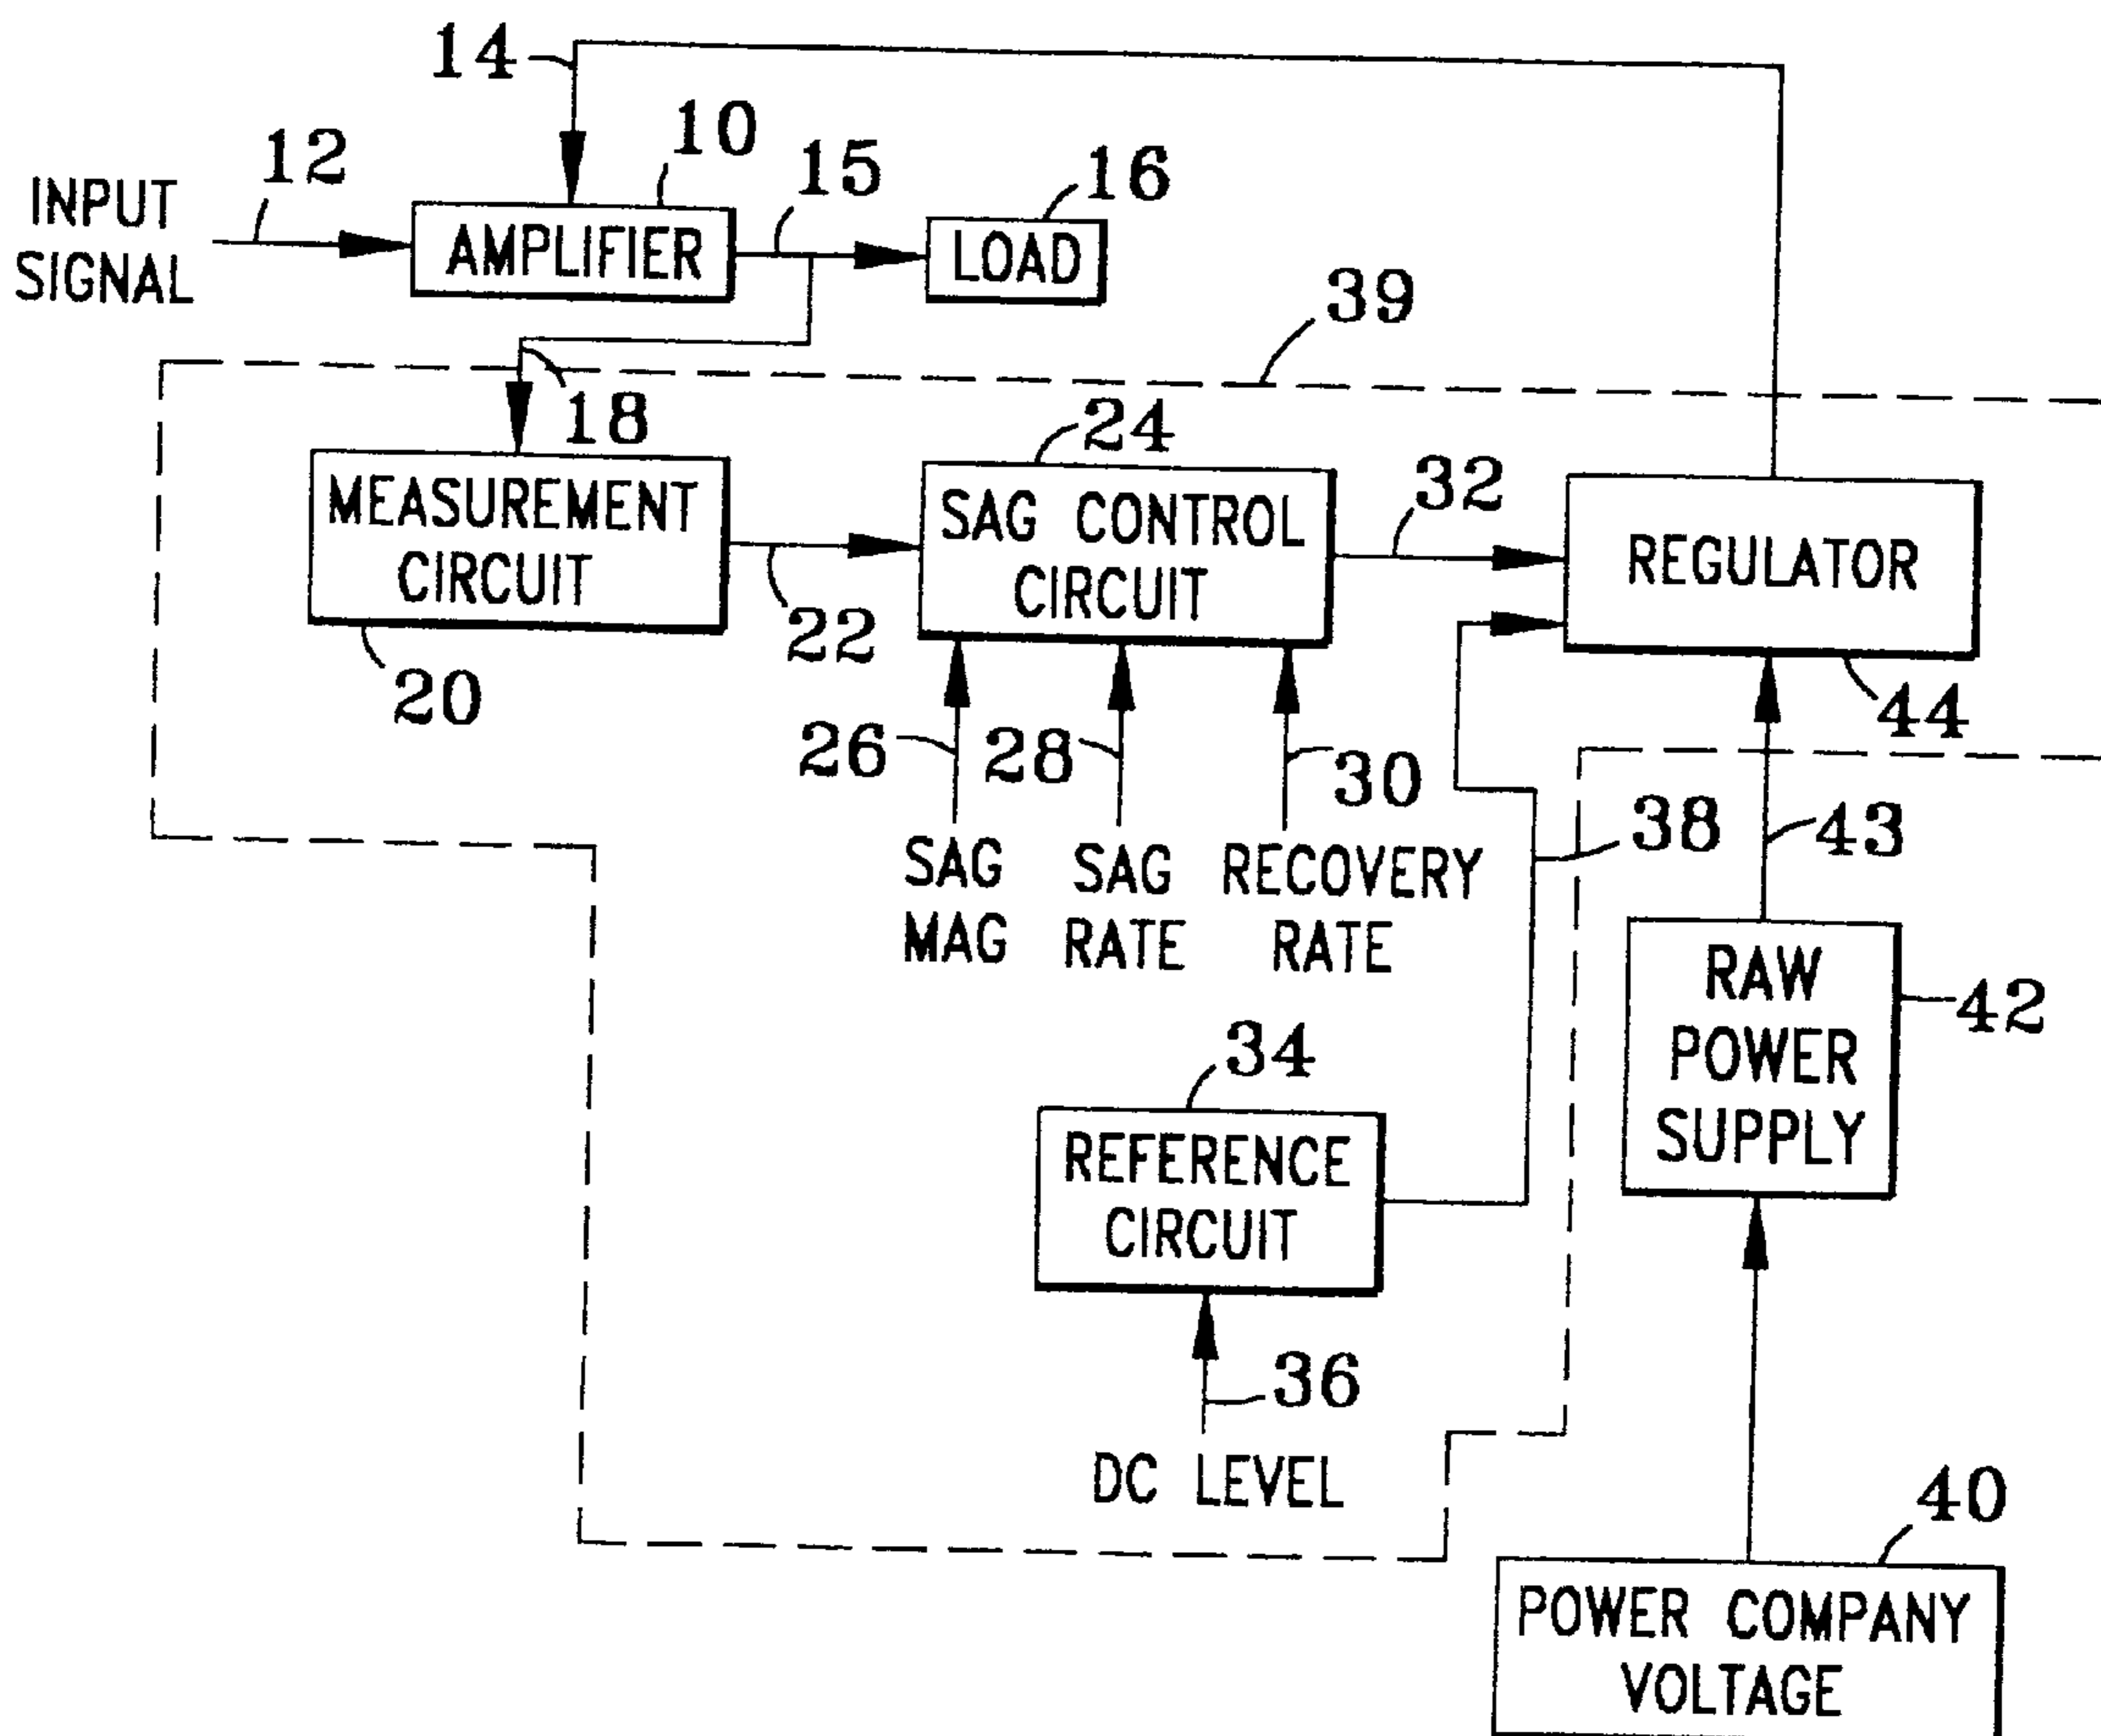 14
10
12
15
16
INPUT
SIGNAL
AMPLIFIER
LOAD
39
18
24
MEASUREMENT
CIRCUIT
SAG CONTROL
CIRCUIT
32
REGULATOR
22
20
44
26
28
30
38
43
SAG
MAG
SAG
RATE
RECOVERY
RATE
RAW
POWER
SUPPLY
42
34
REFERENCE
CIRCUIT
36
DC LEVEL
40
POWER COMPANY
VOLTAGE